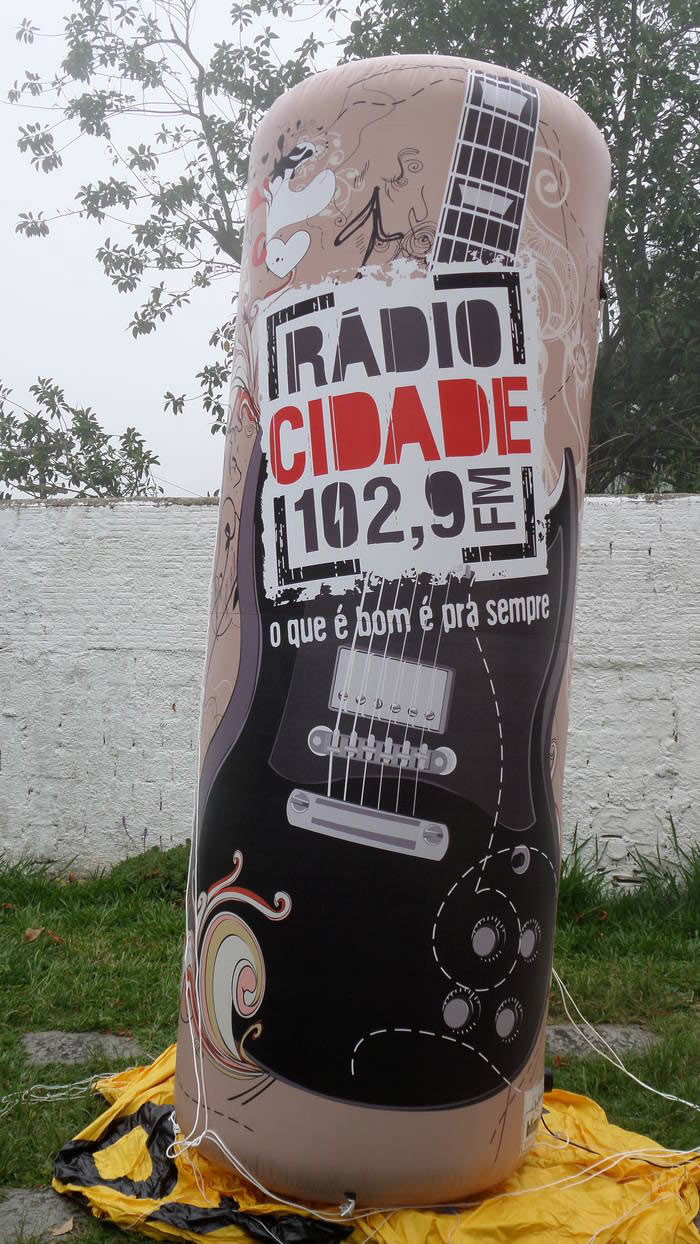 RÁDIO
CIDADE
102,9 FM
o que é bom é pra sempre